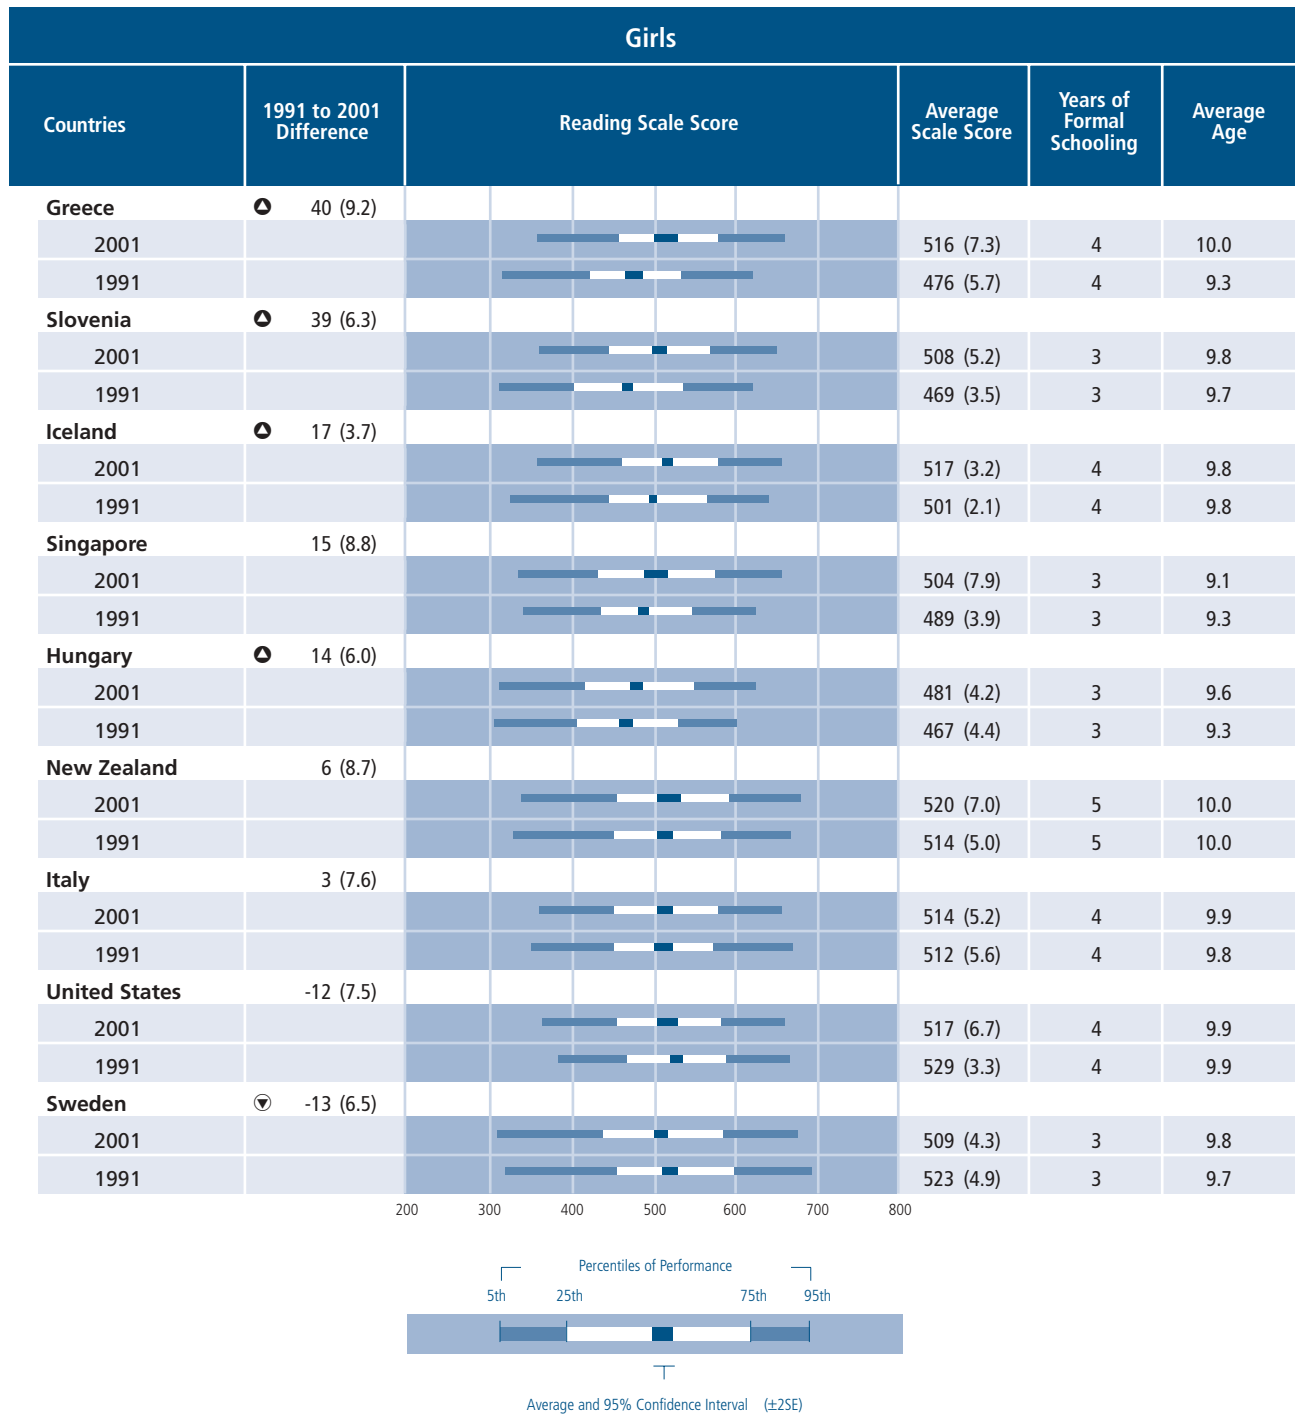 Girls
Countries
1991 to 2001
Difference
Reading Scale Score
Average
Scale Score
Years of
Formal
Schooling
Average
Age
Greece 40 (9.2)
2001 516 (7.3) 4 10.0
1991 476 (5.7) 4 9.3
Slovenia 39 (6.3)
2001 508 (5.2) 3 9.8
1991 469 (3.5) 3 9.7
Iceland 17 (3.7)
2001 517 (3.2) 4 9.8
1991 501 (2.1) 4 9.8
Singapore 15 (8.8)
2001 504 (7.9) 3 9.1
1991 489 (3.9) 3 9.3
Hungary 14 (6.0)
2001 481 (4.2) 3 9.6
1991 467 (4.4) 3 9.3
New Zealand 6 (8.7)
2001 520 (7.0) 5 10.0
1991 514 (5.0) 5 10.0
Italy 3 (7.6)
2001 514 (5.2) 4 9.9
1991 512 (5.6) 4 9.8
United States -12 (7.5)
2001 517 (6.7) 4 9.9
1991 529 (3.3) 4 9.9
Sweden -13 (6.5)
2001 509 (4.3) 3 9.8
1991 523 (4.9) 3 9.7
200 300 400 500 600 700 800
Percentiles of Performance
5th 25th 75th 95th
Average and 95% Confidence Interval (±2SE)